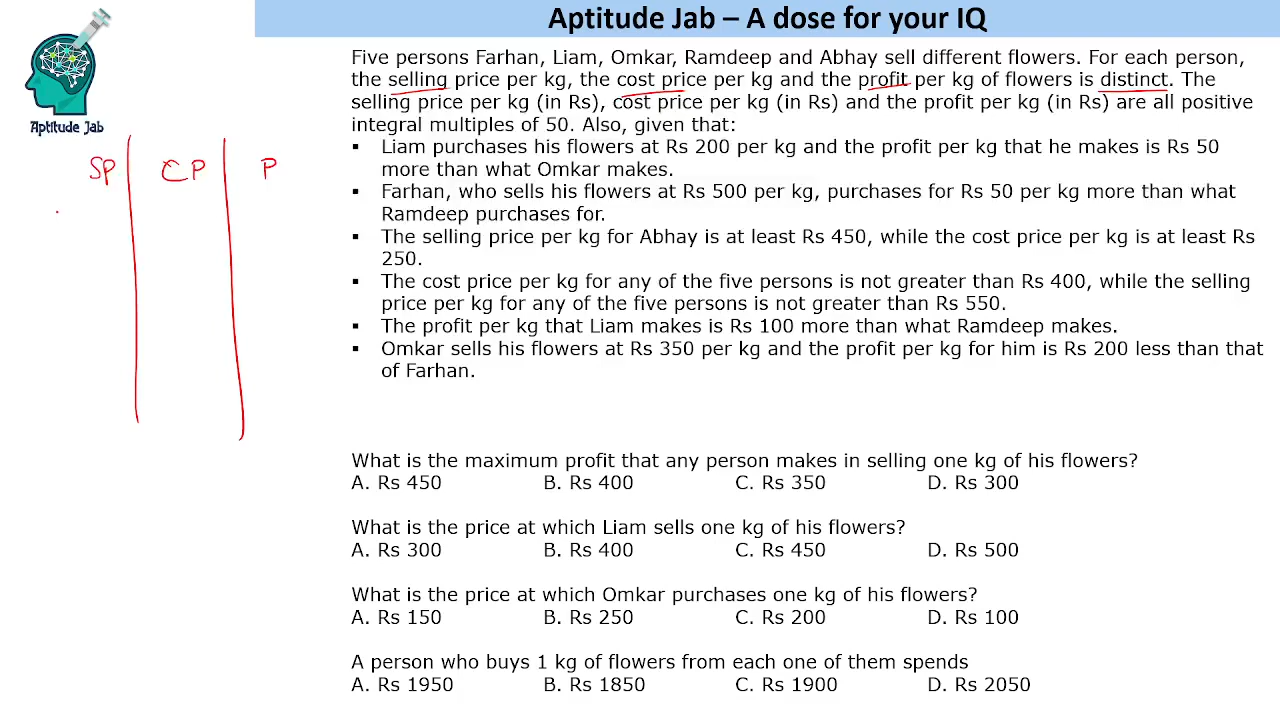 Aptitude Jab – A dose for your IQ
Aptitude Jab
SP CP P
Five persons Farhan, Liam, Omkar, Ramdeep and Abhay sell different flowers. For each person,
the selling price per kg, the cost price per kg and the profit per kg of flowers is distinct. The
selling price per kg (in Rs), cost price per kg (in Rs) and the profit per kg (in Rs) are all positive
integral multiples of 50. Also, given that:
▪ Liam purchases his flowers at Rs 200 per kg and the profit per kg that he makes is Rs 50
more than what Omkar makes.
▪ Farhan, who sells his flowers at Rs 500 per kg, purchases for Rs 50 per kg more than what
Ramdeep purchases for.
▪ The selling price per kg for Abhay is at least Rs 450, while the cost price per kg is at least Rs
250.
▪ The cost price per kg for any of the five persons is not greater than Rs 400, while the selling
price per kg for any of the five persons is not greater than Rs 550.
▪ The profit per kg that Liam makes is Rs 100 more than what Ramdeep makes.
▪ Omkar sells his flowers at Rs 350 per kg and the profit per kg for him is Rs 200 less than that
of Farhan.
What is the maximum profit that any person makes in selling one kg of his flowers?
A. Rs 450 B. Rs 400 C. Rs 350 D. Rs 300
What is the price at which Liam sells one kg of his flowers?
A. Rs 300 B. Rs 400 C. Rs 450 D. Rs 500
What is the price at which Omkar purchases one kg of his flowers?
A. Rs 150 B. Rs 250 C. Rs 200 D. Rs 100
A person who buys 1 kg of flowers from each one of them spends
A. Rs 1950 B. Rs 1850 C. Rs 1900 D. Rs 2050